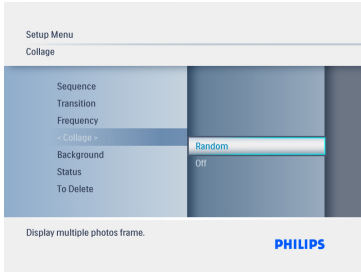 Setup Menu
Collage
Sequence
Transition
Frequency
< Collage >
Random
Background
Off
Status
To Delete
Display multiple photos frame.
PHILIPS